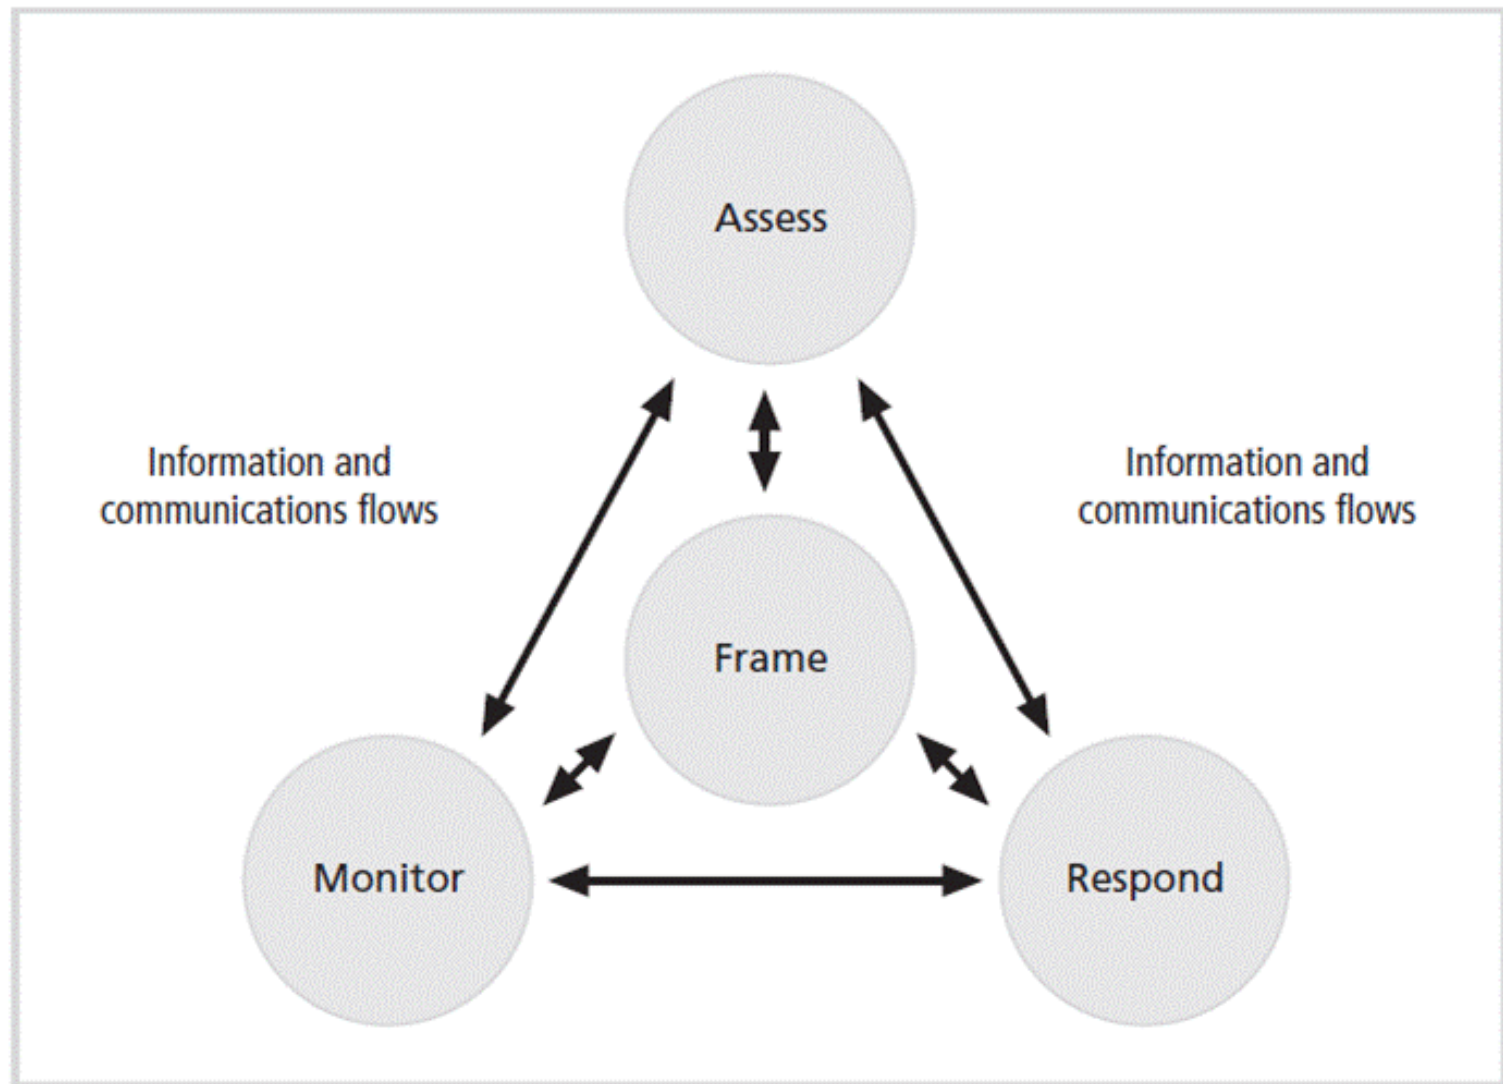 Assess
Information and
communications flows
Information and
communications flows
Frame
Monitor
Respond